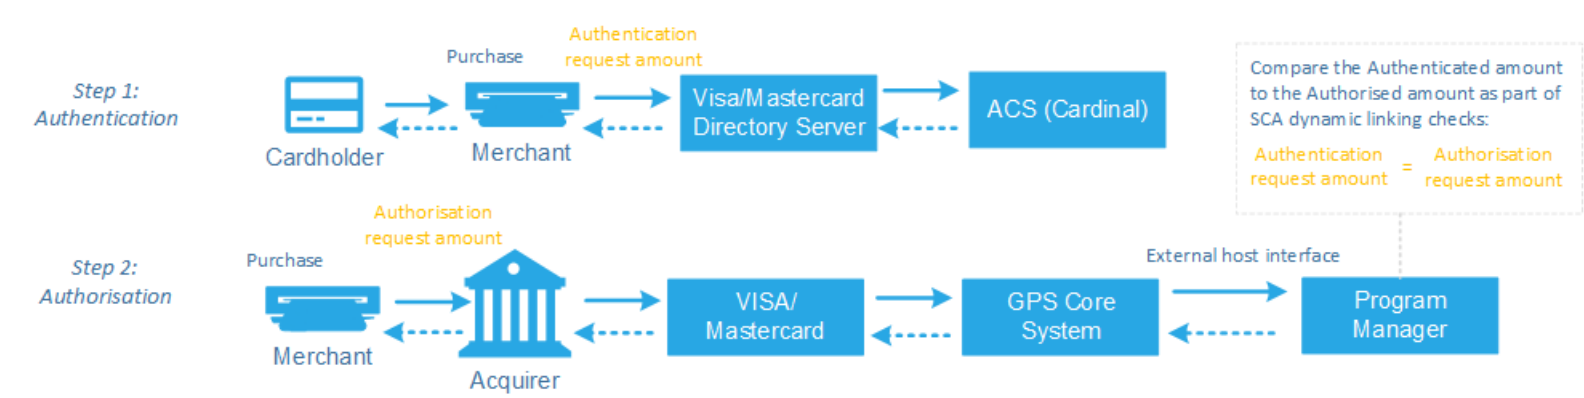 Step 1:
Authentication
Cardholder
Purchase
Merchant
Authentication
request amount
Visa/Mastercard
Directory Server
ACS (Cardinal)
Compare the Authenticated amount
to the Authorised amount as part of
SCA dynamic linking checks:
Authentication
request amount
=
Authorisation
request amount
Step 2:
Authorisation
Purchase
Merchant
Authorisation
request amount
Acquirer
VISA/
Mastercard
GPS Core
System
External host interface
Program
Manager